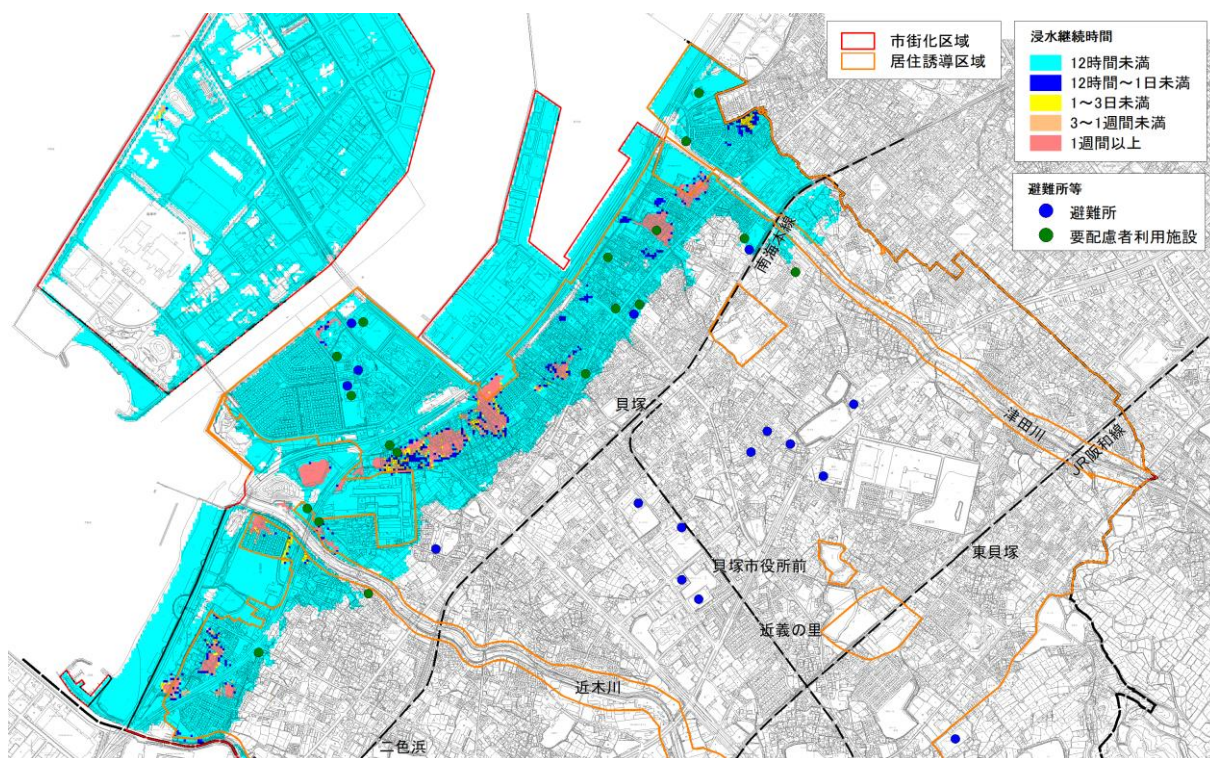 市街化区域
居住誘導区域
浸水継続時間
12時間未満
12時間～1日未満
1～3日未満
3～1週間未満
1週間以上
避難所等
避難所
要配慮者利用施設
南海本線
貝塚
津田川
JR阪和線
東貝塚
貝塚市役所前
近義の里
近木川
二色浜